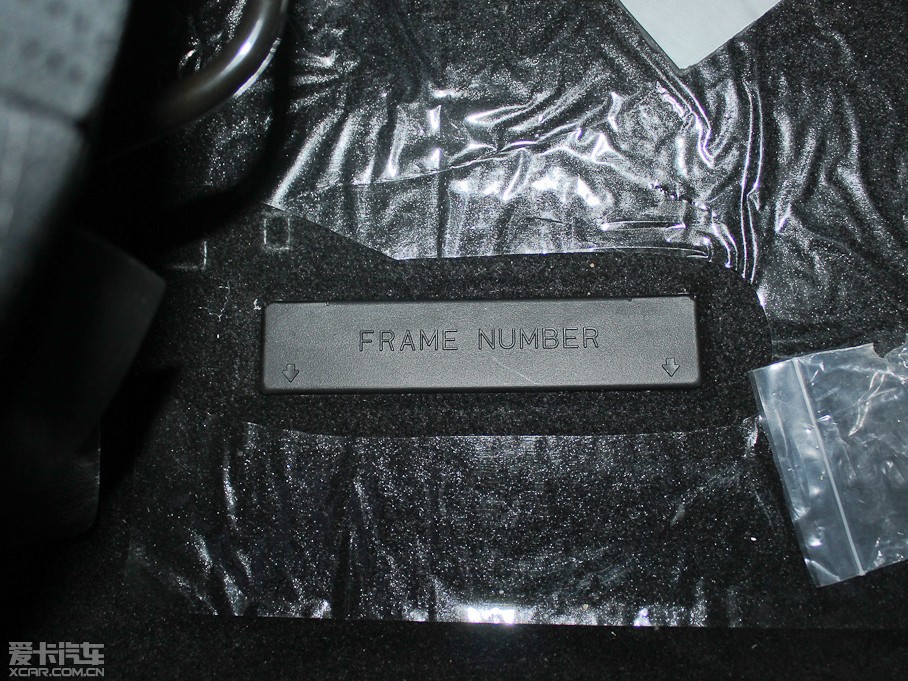 FRAME NUMBER
爱卡汽车
XCAR.COM.CN